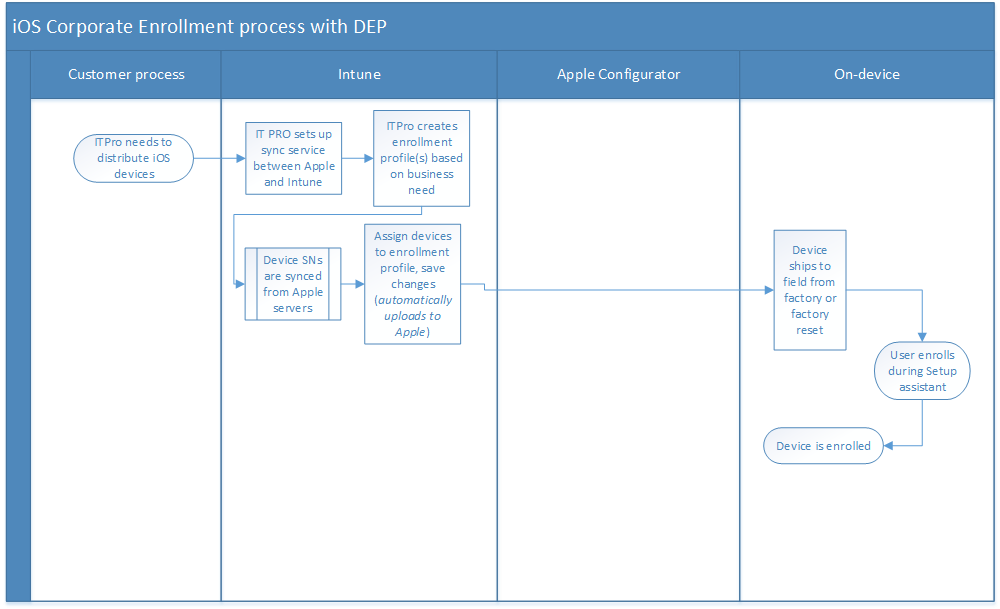 iOS Corporate Enrollment process with DEP
Customer process
Intune
Apple Configurator
On-device
ITPro needs to
distribute iOS
devices
IT PRO sets up
sync service
between Apple
and Intune
ITPro creates
enrollment
profile(s) based
on business
need
Device SNs
are synced
from Apple
servers
Assign devices
to enrollment
profile, save
changes
(automatically
uploads to
Apple)
Device
ships to
field from
factory or
factory
reset
User enrolls
during Setup
assistant
Device is enrolled